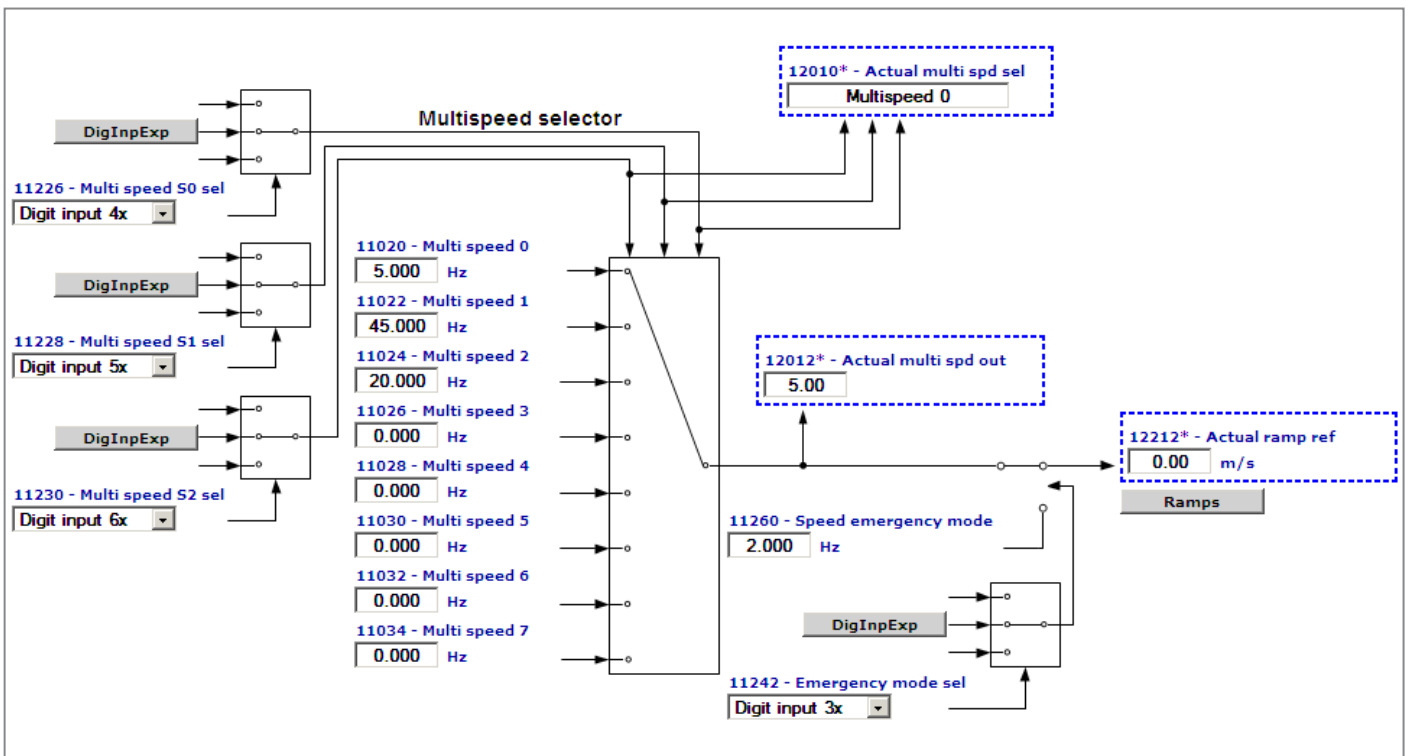 12010* - Actual multi spd sel
Multispeed 0
Multispeed selector
DigInpExp
11226 - Multi speed S0 sel
Digit input 4x
DigInpExp
11228 - Multi speed S1 sel
Digit input 5x
DigInpExp
11230 - Multi speed S2 sel
Digit input 6x
11020 - Multi speed 0
5.000 Hz
11022 - Multi speed 1
45.000 Hz
11024 - Multi speed 2
20.000 Hz
11026 - Multi speed 3
0.000 Hz
11028 - Multi speed 4
0.000 Hz
11030 - Multi speed 5
0.000 Hz
11032 - Multi speed 6
0.000 Hz
11034 - Multi speed 7
0.000 Hz
12012* - Actual multi spd out
5.00
12212* - Actual ramp ref
0.00 m/s
Ramps
11260 - Speed emergency mode
2.000 Hz
DigInpExp
11242 - Emergency mode sel
Digit input 3x